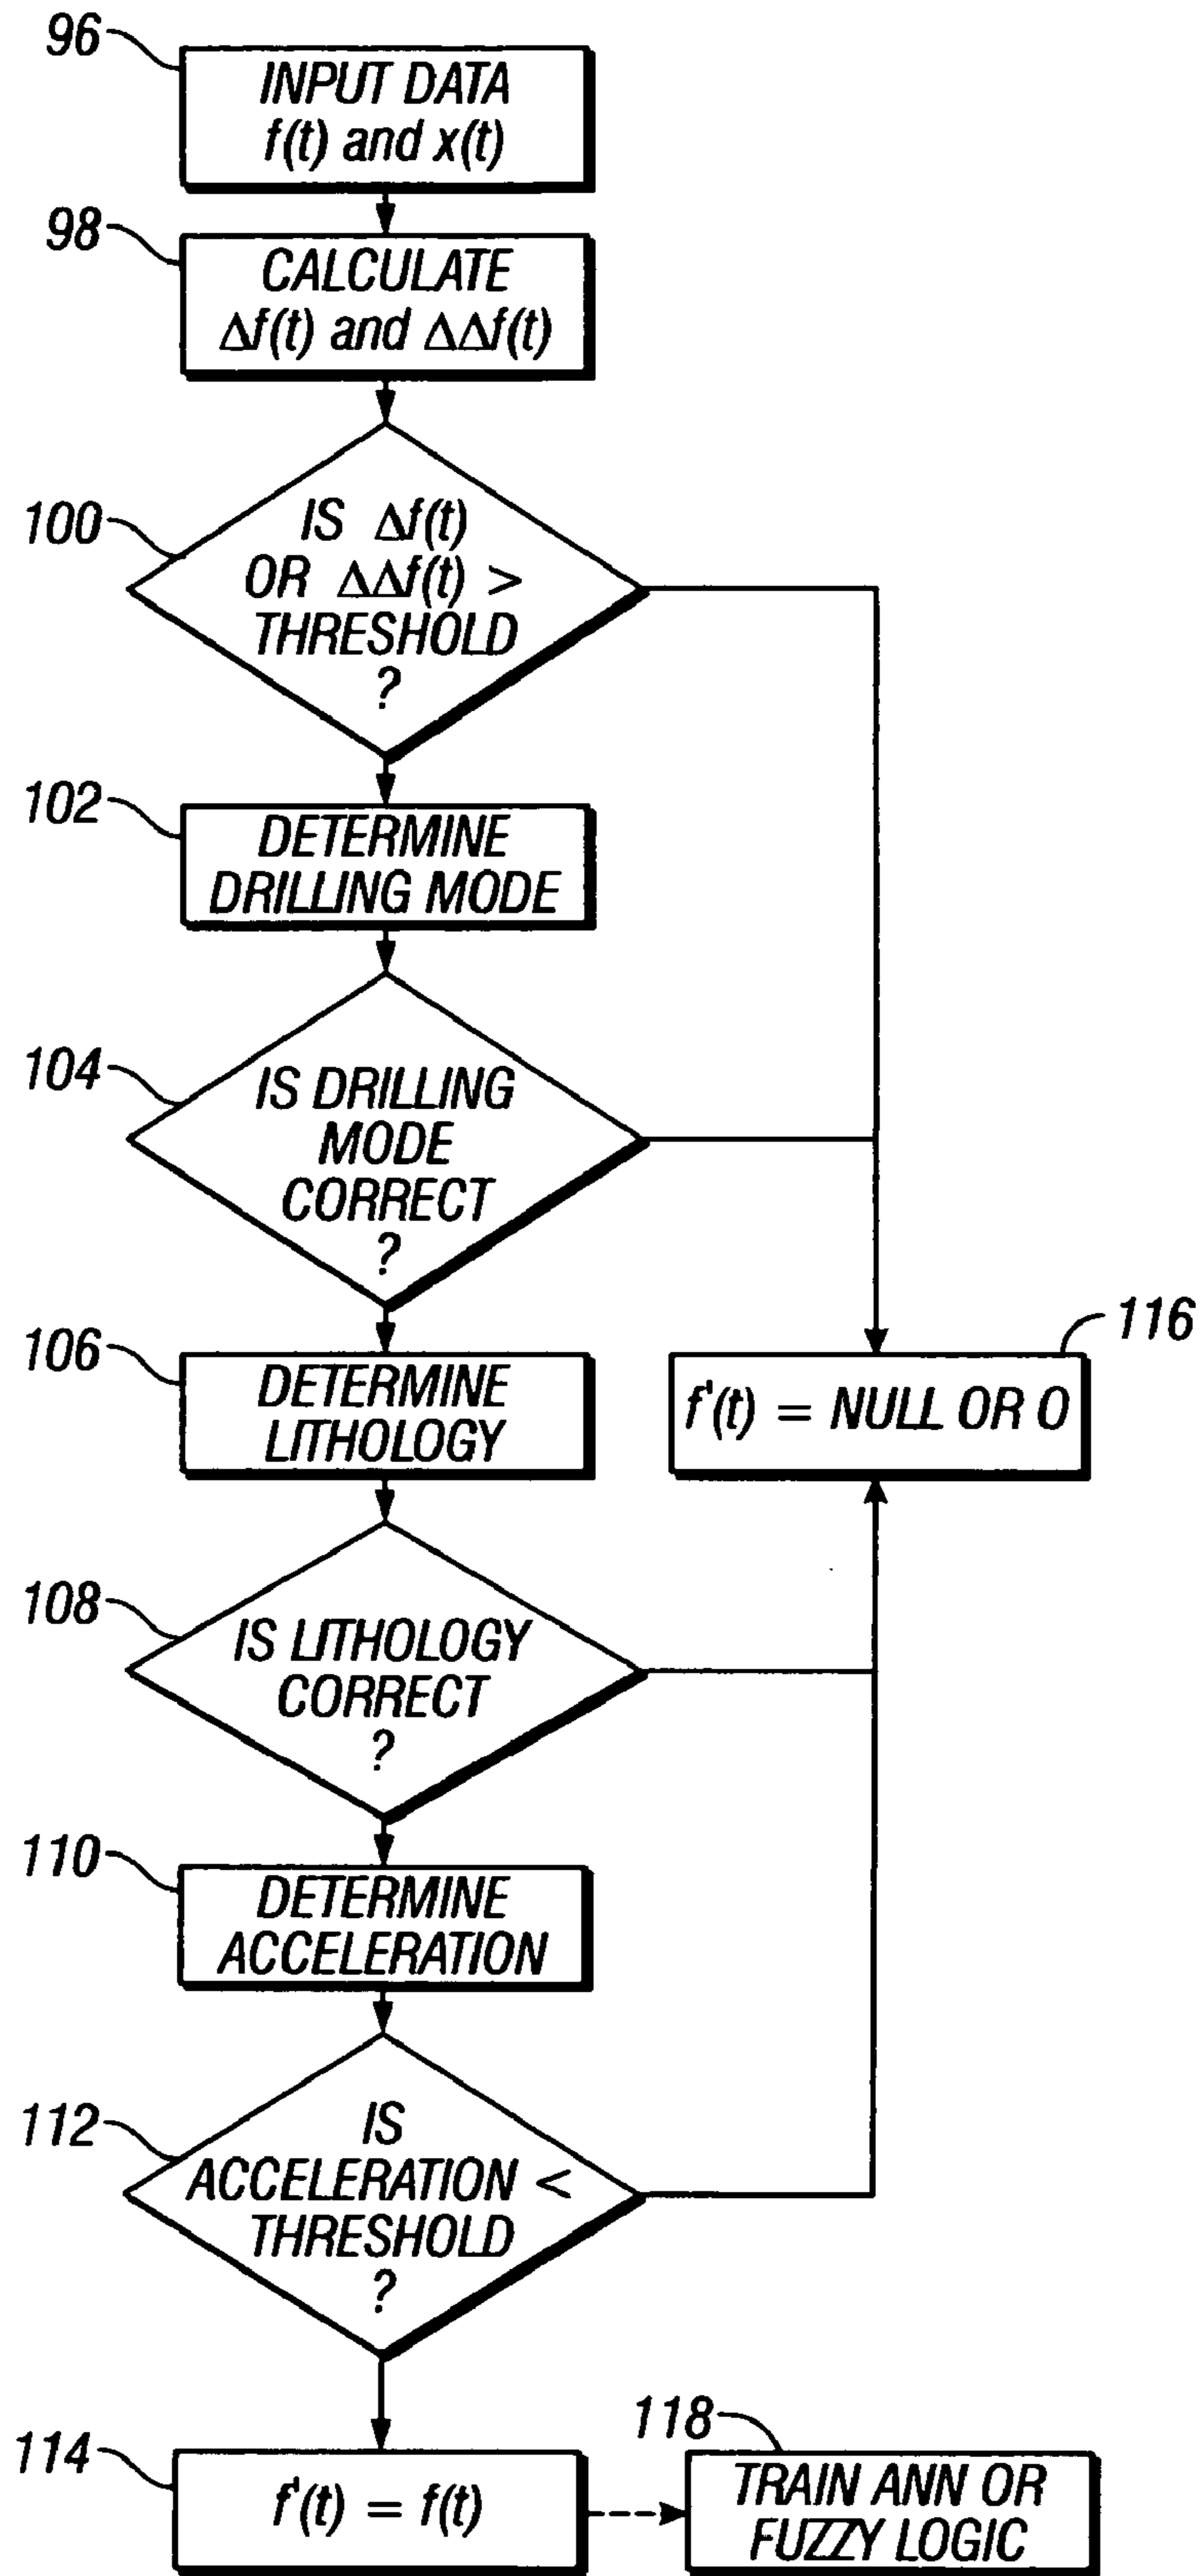 96
INPUT DATA
f(t) and x(t)
98
CALCULATE
Δf(t) and ΔΔf(t)
100
IS Δf(t)
OR ΔΔf(t) >
THRESHOLD
?
102
DETERMINE
DRILLING MODE
104
IS DRILLING
MODE
CORRECT
?
106
DETERMINE
LITHOLOGY
116
f'(t) = NULL OR O
108
IS LITHOLOGY
CORRECT
?
110
DETERMINE
ACCELERATION
112
IS
ACCELERATION <
THRESHOLD
?
114
f'(t) = f(t)
118
TRAIN ANN OR
FUZZY LOGIC